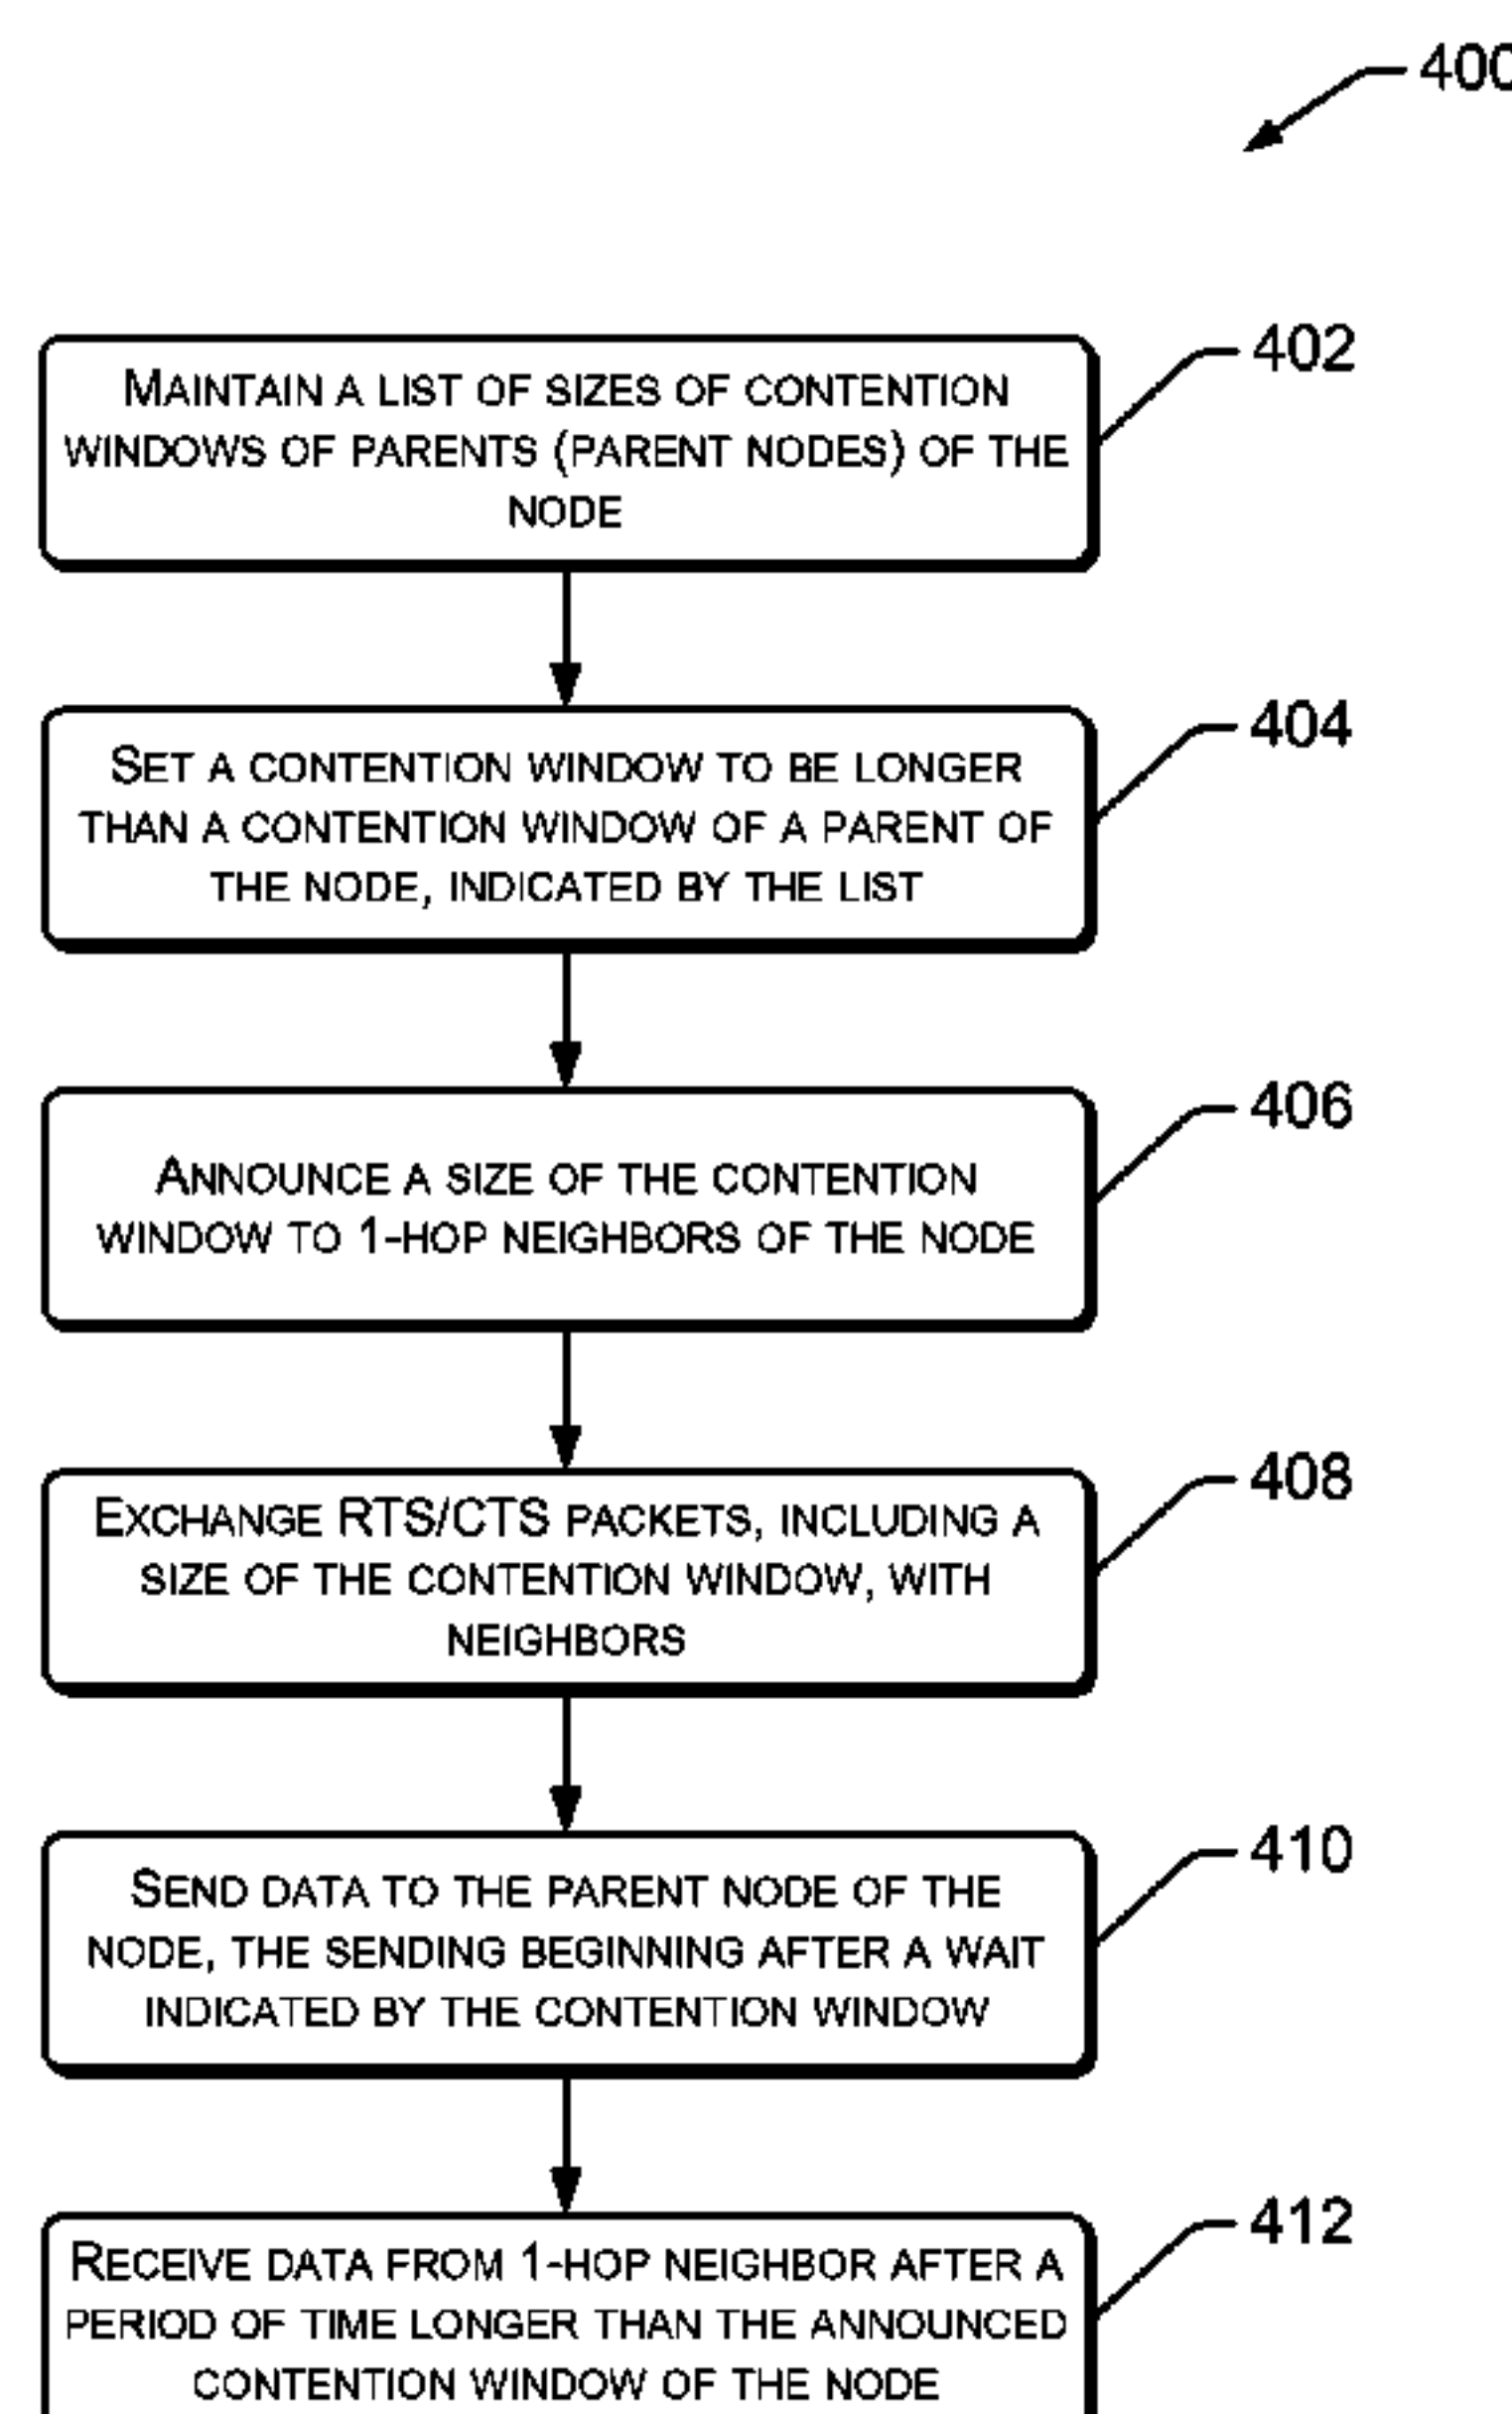 400
402
MAINTAIN A LIST OF SIZES OF CONTENTION
WINDOWS OF PARENTS (PARENT NODES) OF THE
NODE
404
SET A CONTENTION WINDOW TO BE LONGER
THAN A CONTENTION WINDOW OF A PARENT OF
THE NODE, INDICATED BY THE LIST
406
ANNOUNCE A SIZE OF THE CONTENTION
WINDOW TO 1-HOP NEIGHBORS OF THE NODE
408
EXCHANGE RTS/CTS PACKETS, INCLUDING A
SIZE OF THE CONTENTION WINDOW, WITH
NEIGHBORS
410
SEND DATA TO THE PARENT NODE OF THE
NODE, THE SENDING BEGINNING AFTER A WAIT
INDICATED BY THE CONTENTION WINDOW
412
RECEIVE DATA FROM 1-HOP NEIGHBOR AFTER A
PERIOD OF TIME LONGER THAN THE ANNOUNCED
CONTENTION WINDOW OF THE NODE